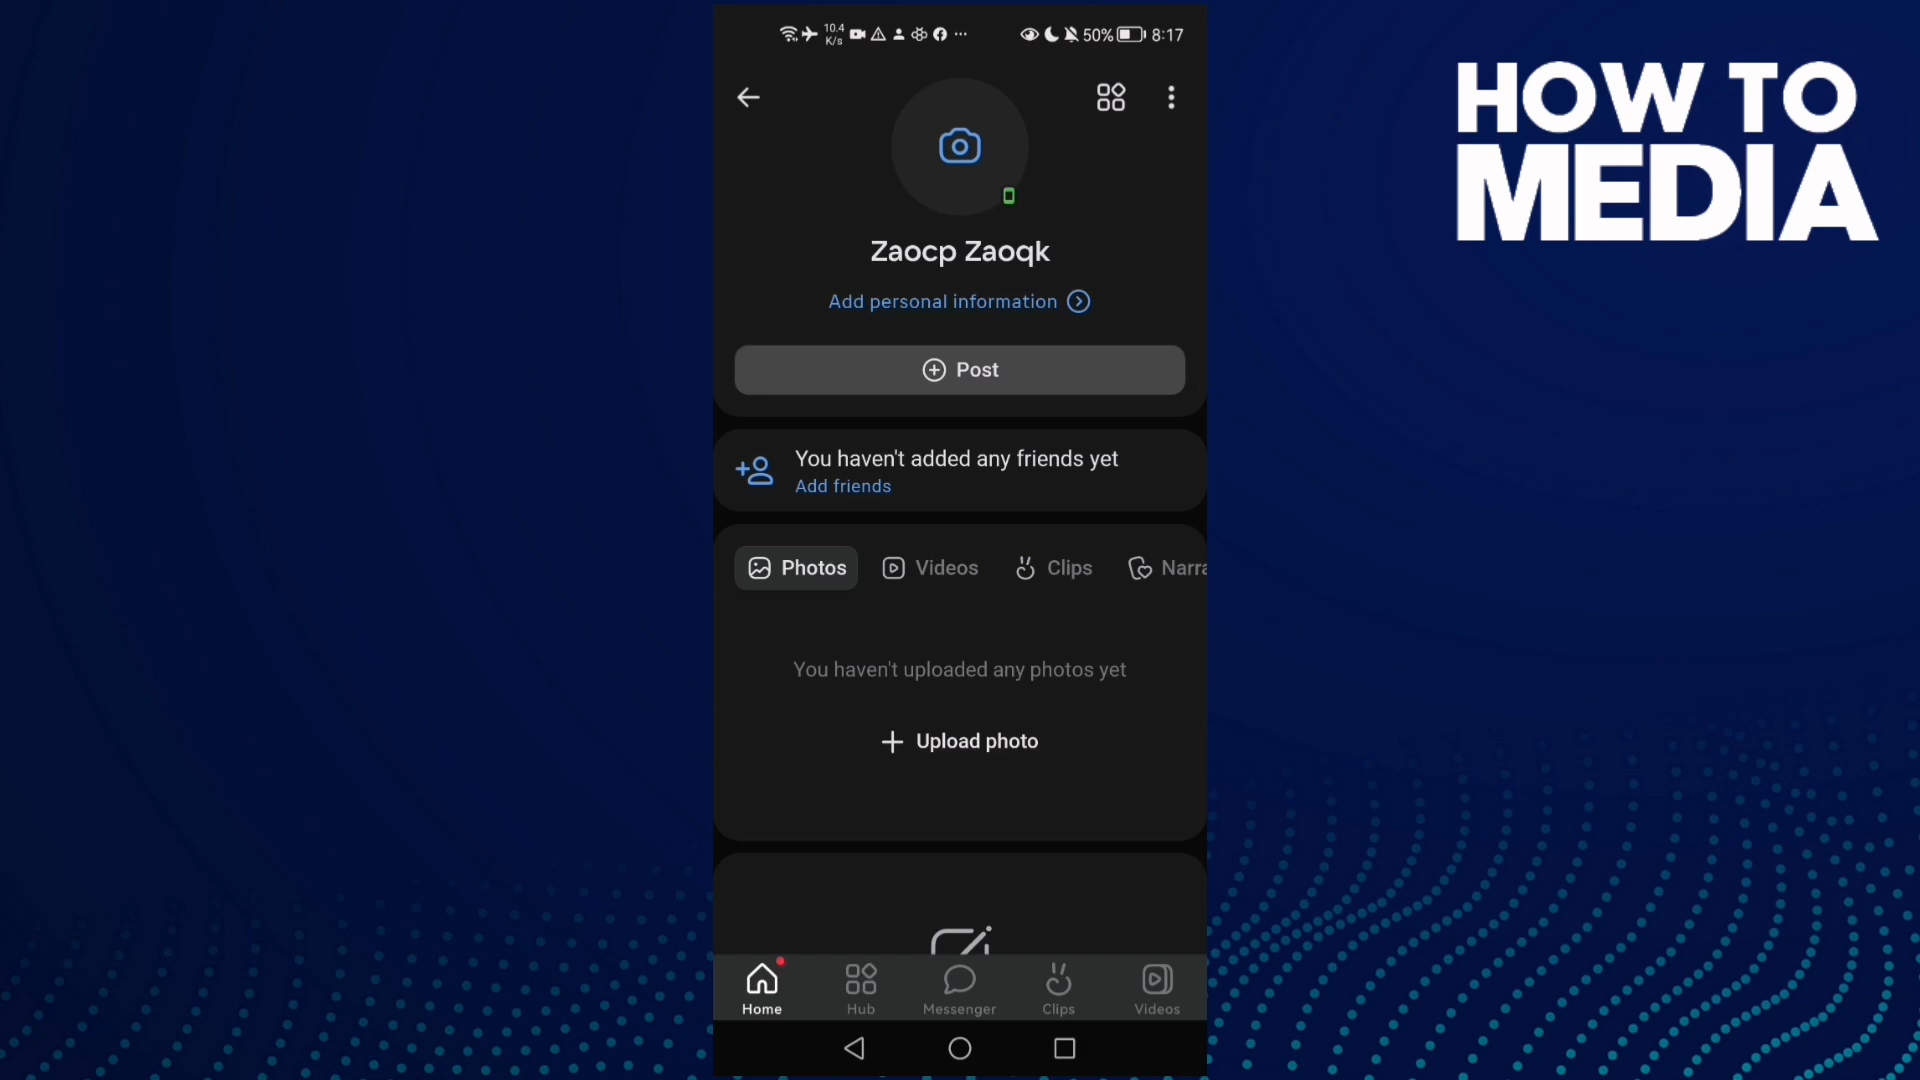 10.4
K/s
50%
8:17
HOW TO
MEDIA
Zaocp Zaoqk
Add personal information
Post
You haven't added any friends yet
Add friends
Photos
Videos
Clips
Narra
You haven't uploaded any photos yet
Upload photo
Home
Hub
Messenger
Clips
Videos